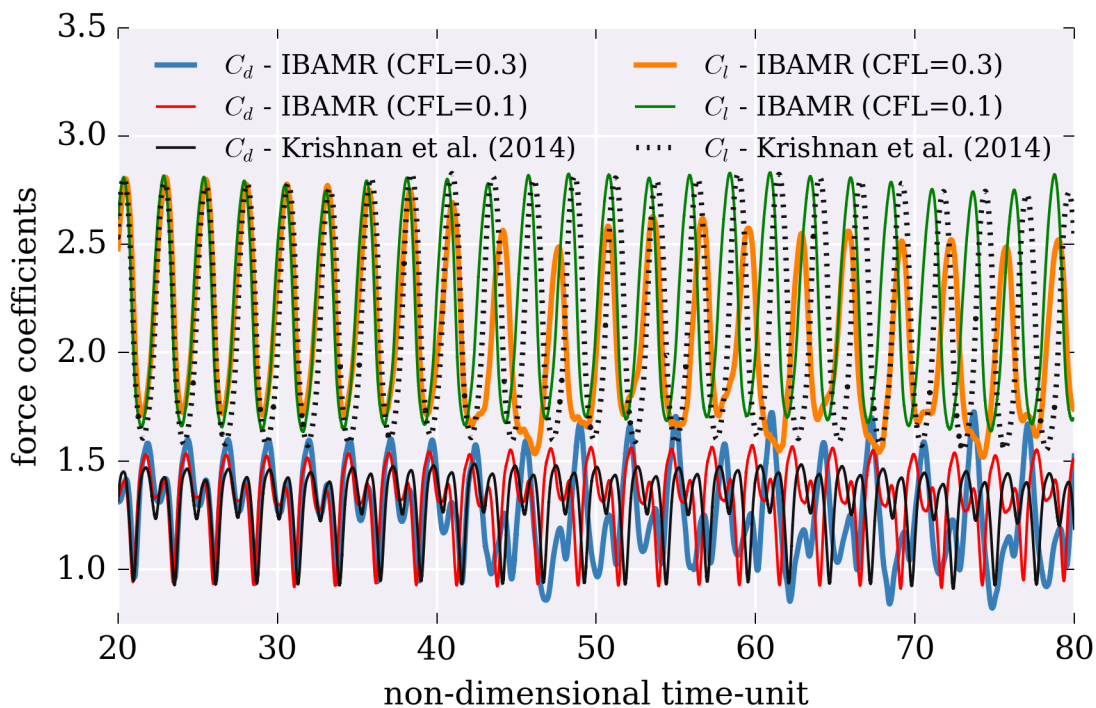 3.5
C_d - IBAMR (CFL=0.3) C_l - IBAMR (CFL=0.3)
C_d - IBAMR (CFL=0.1) C_l - IBAMR (CFL=0.1)
3.0
C_d - Krishnan et al. (2014) C_l - Krishnan et al. (2014)
force coefficients
2.5
2.0
1.5
1.0
20 30 40 50 60 70 80
non-dimensional time-unit